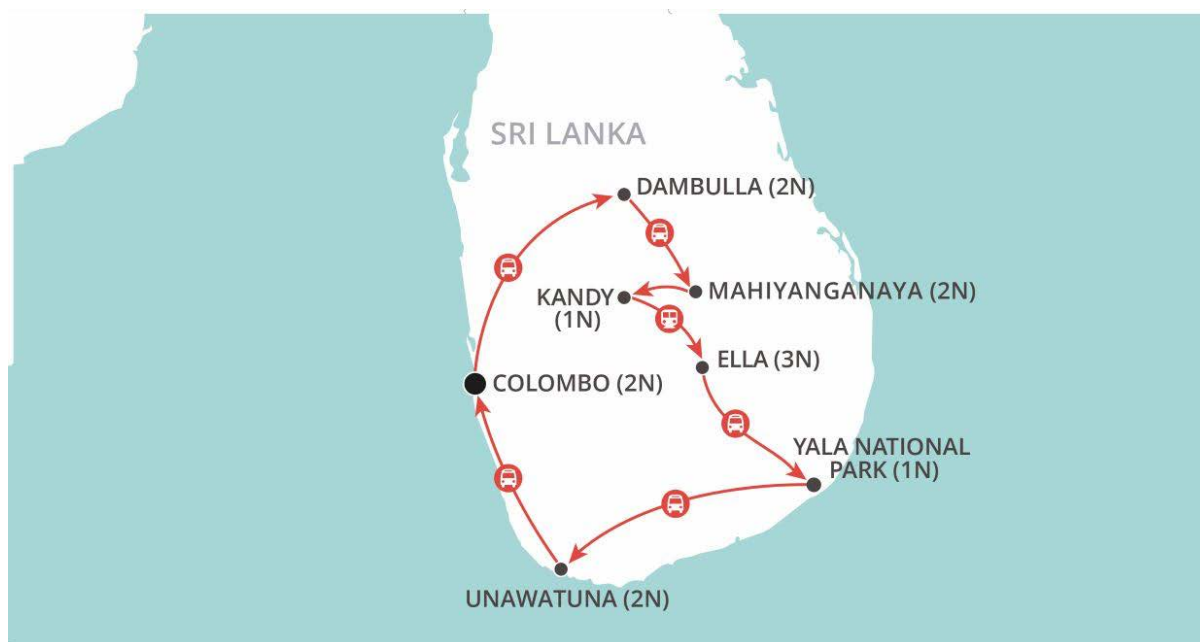 SRI LANKA
DAMBULLA (2N)
MAHIYANGANAYA (2N)
KANDY
(1N)
ELLA (3N)
COLOMBO (2N)
YALA NATIONAL
PARK (1N)
UNAWATUNA (2N)